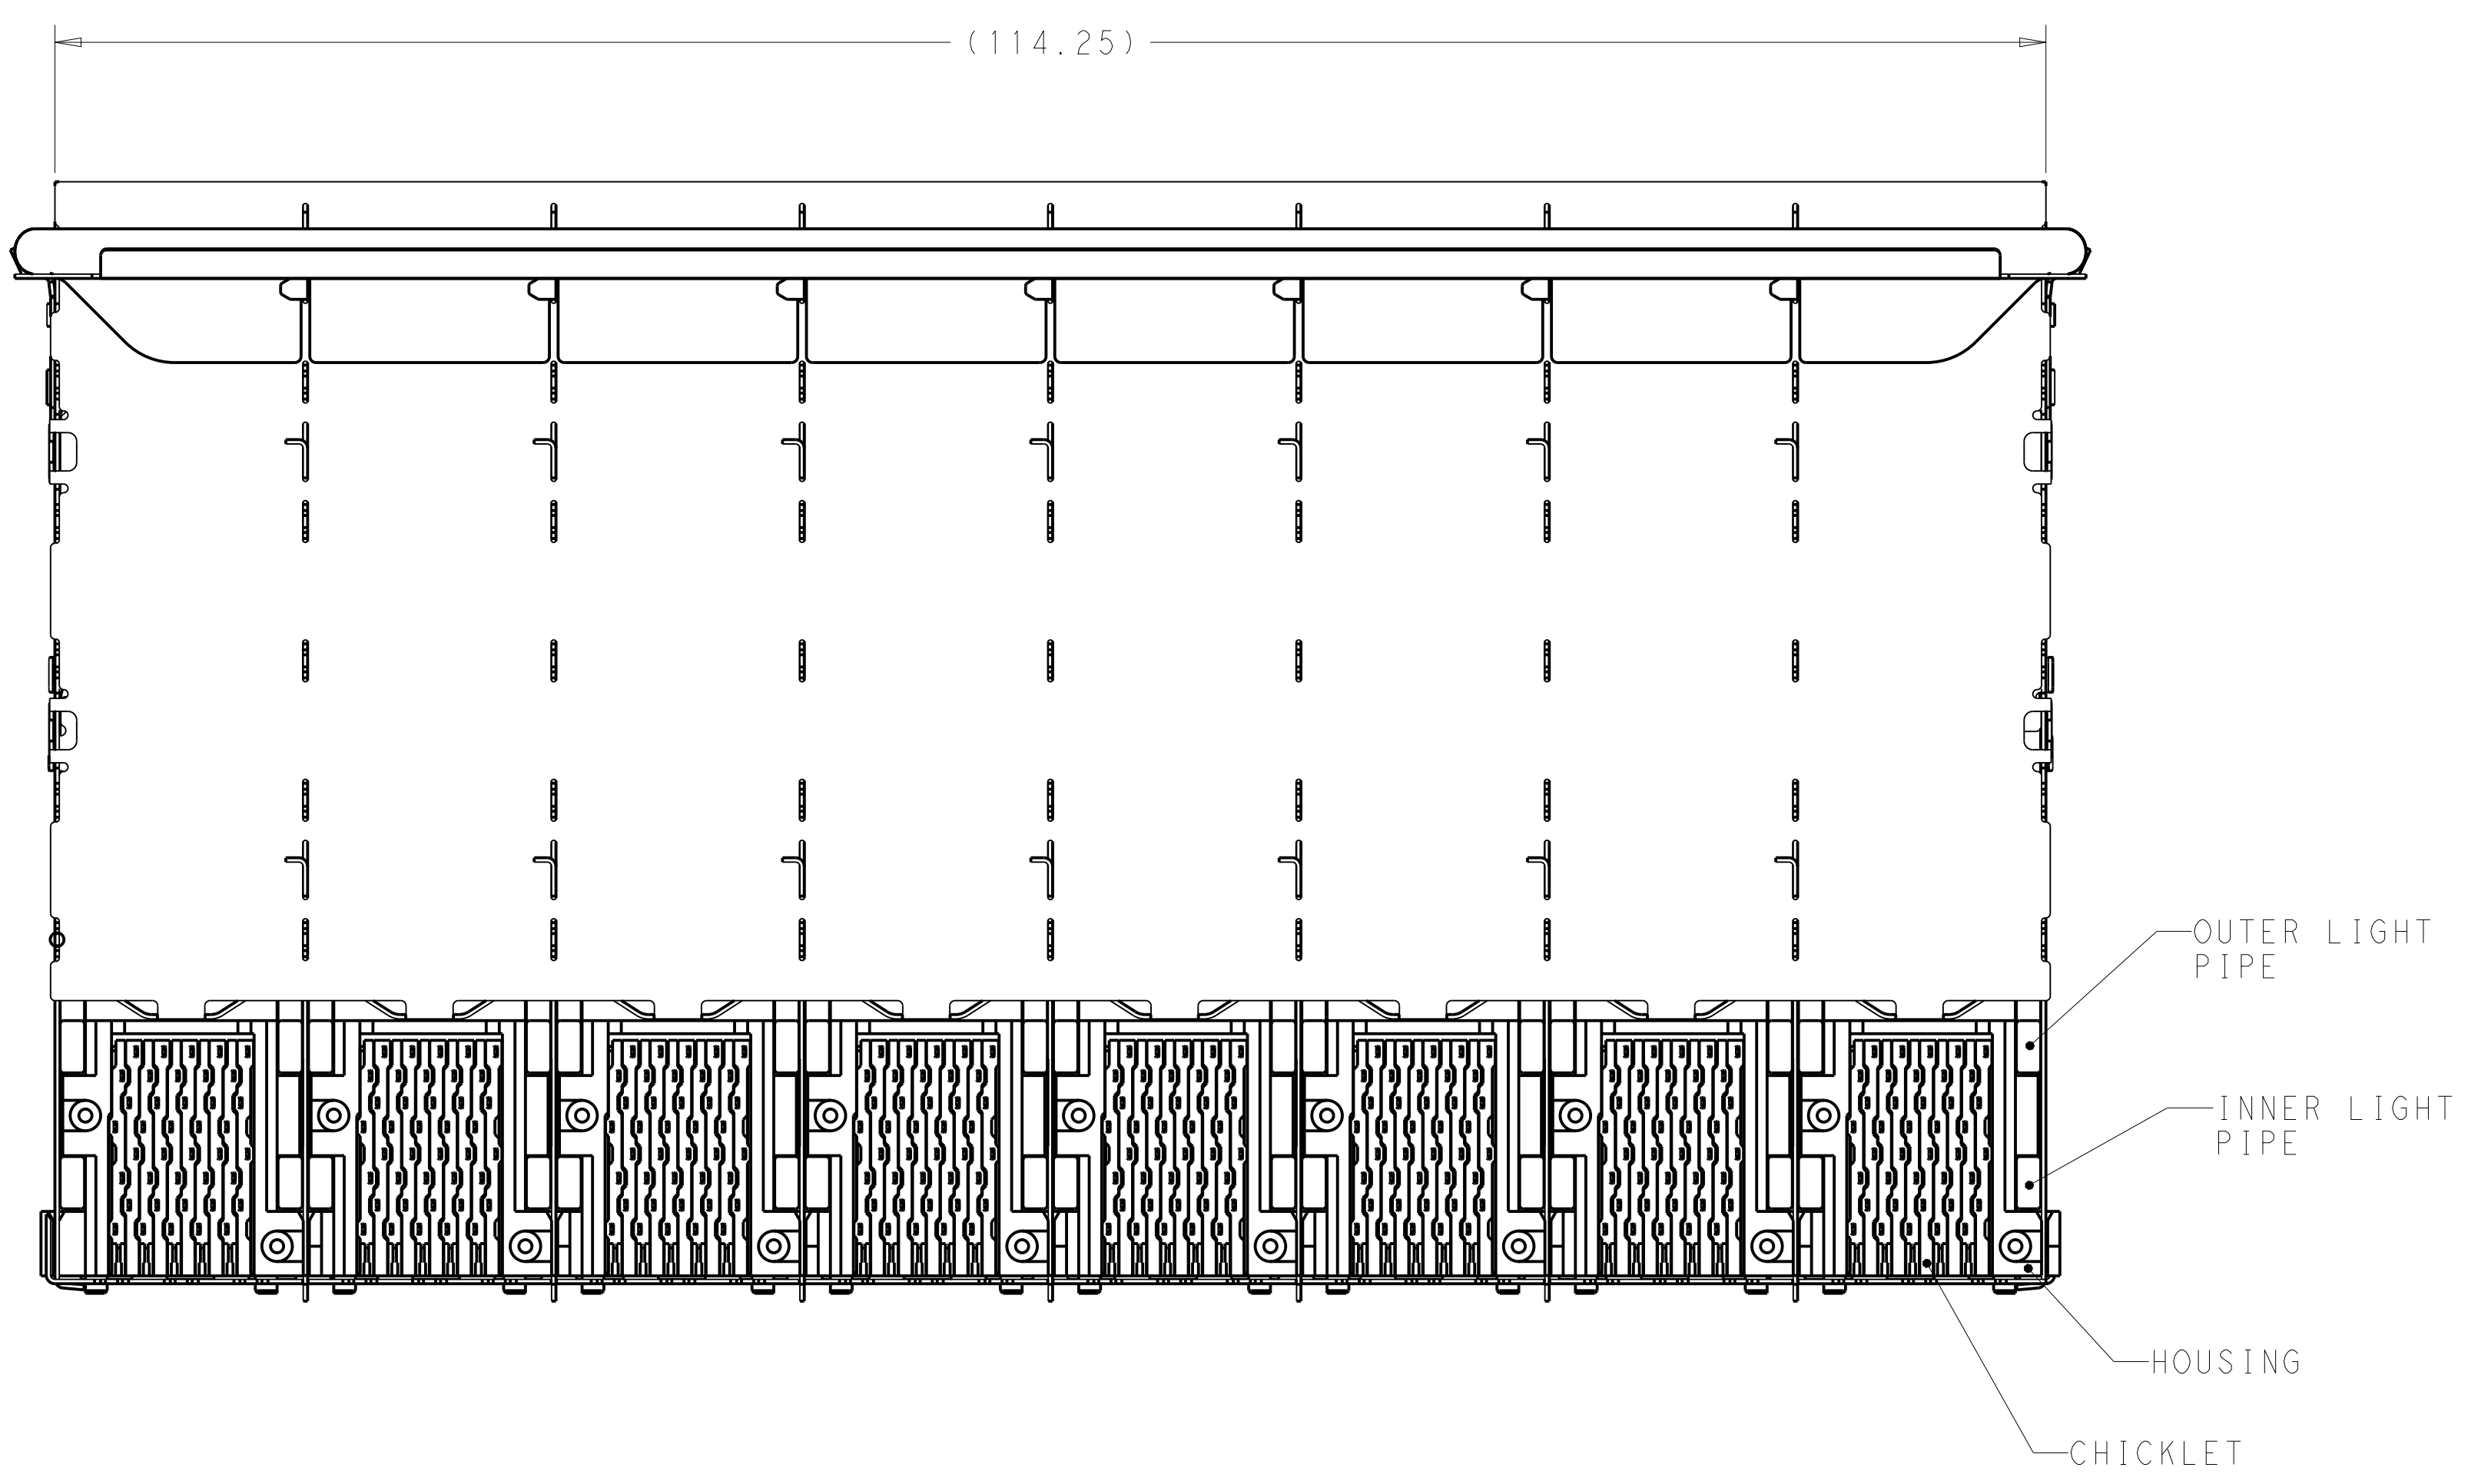 (114.25)
OUTER LIGHT
PIPE
INNER LIGHT
PIPE
HOUSING
CHICKLET